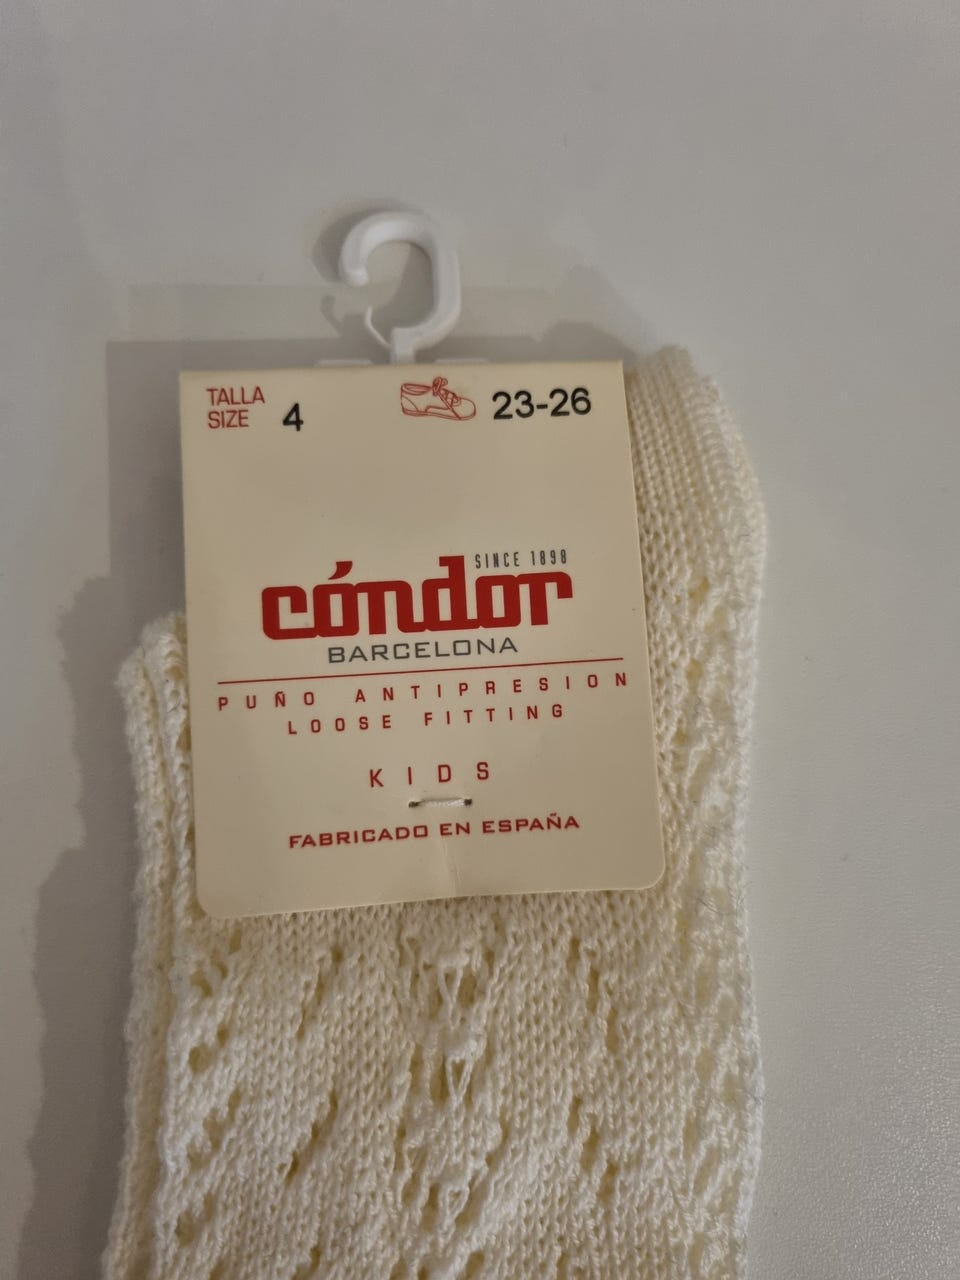 TALLA
SIZE 4
23-26
SINCE 1898
cóndor
BARCELONA
PUÑO ANTIPRESION
LOOSE FITTING
KIDS
FABRICADO EN ESPAÑA